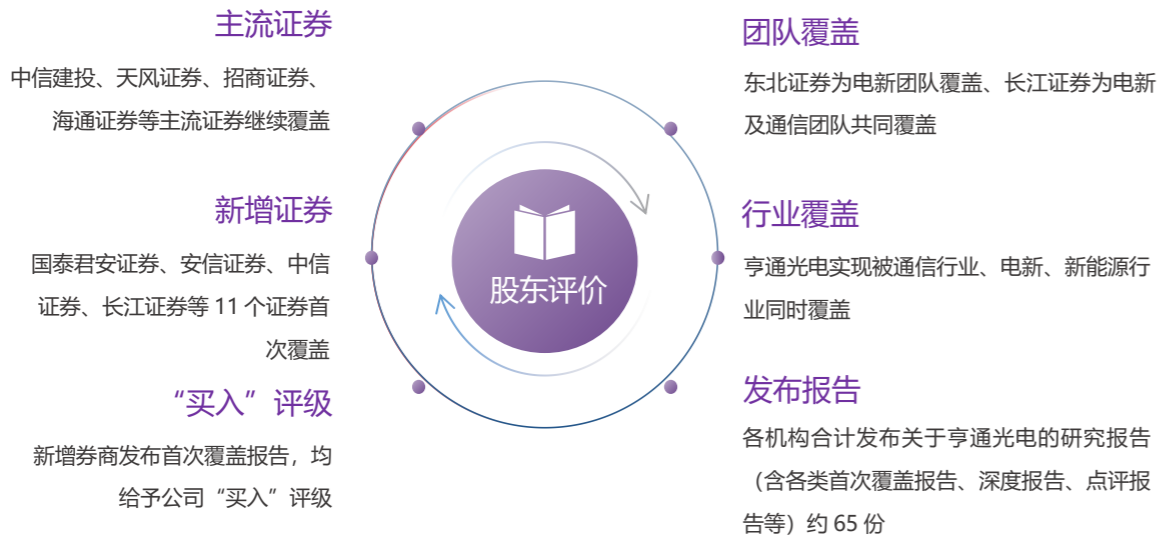 主流证券
中信建投、天风证券、招商证券、
海通证券等主流证券继续覆盖
新增证券
国泰君安证券、安信证券、中信
证券、长江证券等 11 个证券首
次覆盖
“买入”评级
新增券商发布首次覆盖报告，均
给予公司“买入”评级
股东评价
团队覆盖
东北证券为电新团队覆盖、长江证券为电新
及通信团队共同覆盖
行业覆盖
亨通光电实现被通信行业、电新、新能源行
业同时覆盖
发布报告
各机构合计发布关于亨通光电的研究报告
（含各类首次覆盖报告、深度报告、点评报
告等）约 65 份